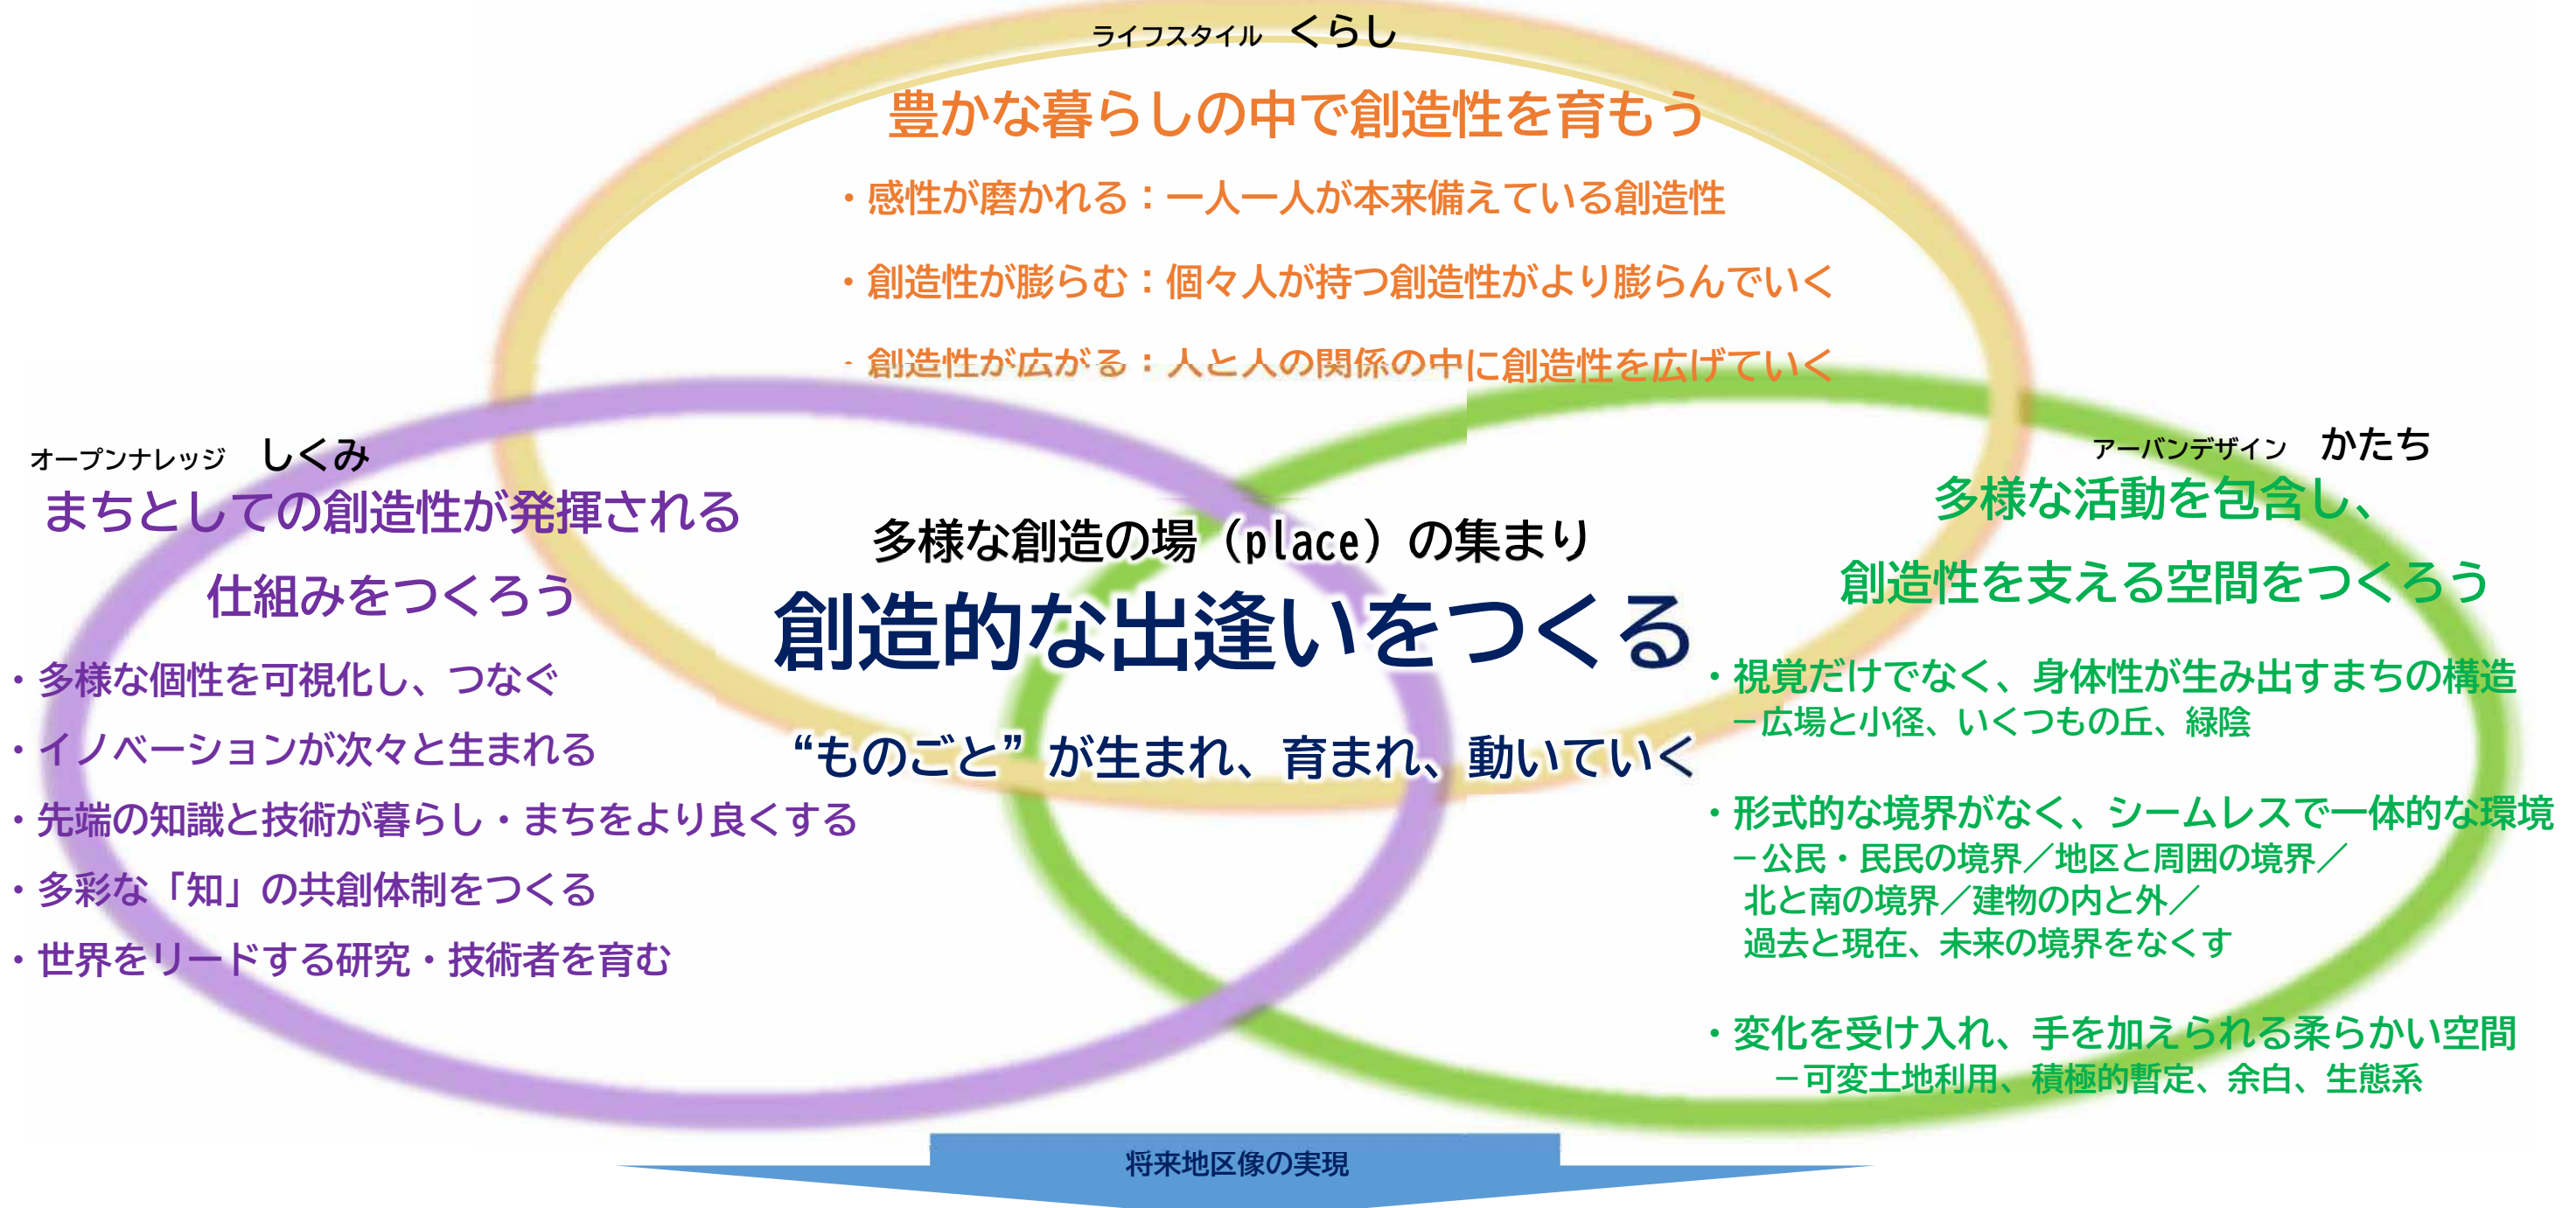 ライフスタイル　くらし
豊かな暮らしの中で創造性を育もう
・感性が磨かれる：一人一人が本来備えている創造性
・創造性が膨らむ：個々人が持つ創造性がより膨らんでいく
・創造性が広がる：人と人の関係の中に創造性を広げていく
オープンナレッジ　しくみ
まちとしての創造性が発揮される
仕組みをつくろう
・多様な個性を可視化し、つなぐ
・イノベーションが次々と生まれる
・先端の知識と技術が暮らし・まちをより良くする
・多彩な「知」の共創体制をつくる
・世界をリードする研究・技術者を育む
多様な創造の場（place）の集まり
創造的な出逢いをつくる
“ものごと”が生まれ、育まれ、動いていく
アーバンデザイン　かたち
多様な活動を包含し、
創造性を支える空間をつくろう
・視覚だけでなく、身体性が生み出すまちの構造
－広場と小径、いくつもの丘、緑陰
・形式的な境界がなく、シームレスで一体的な環境
－公民・民民の境界／地区と周囲の境界／
北と南の境界／建物の内と外／
過去と現在、未来の境界をなくす
・変化を受け入れ、手を加えられる柔らかい空間
－可変土地利用、積極的暫定、余白、生態系
将来地区像の実現